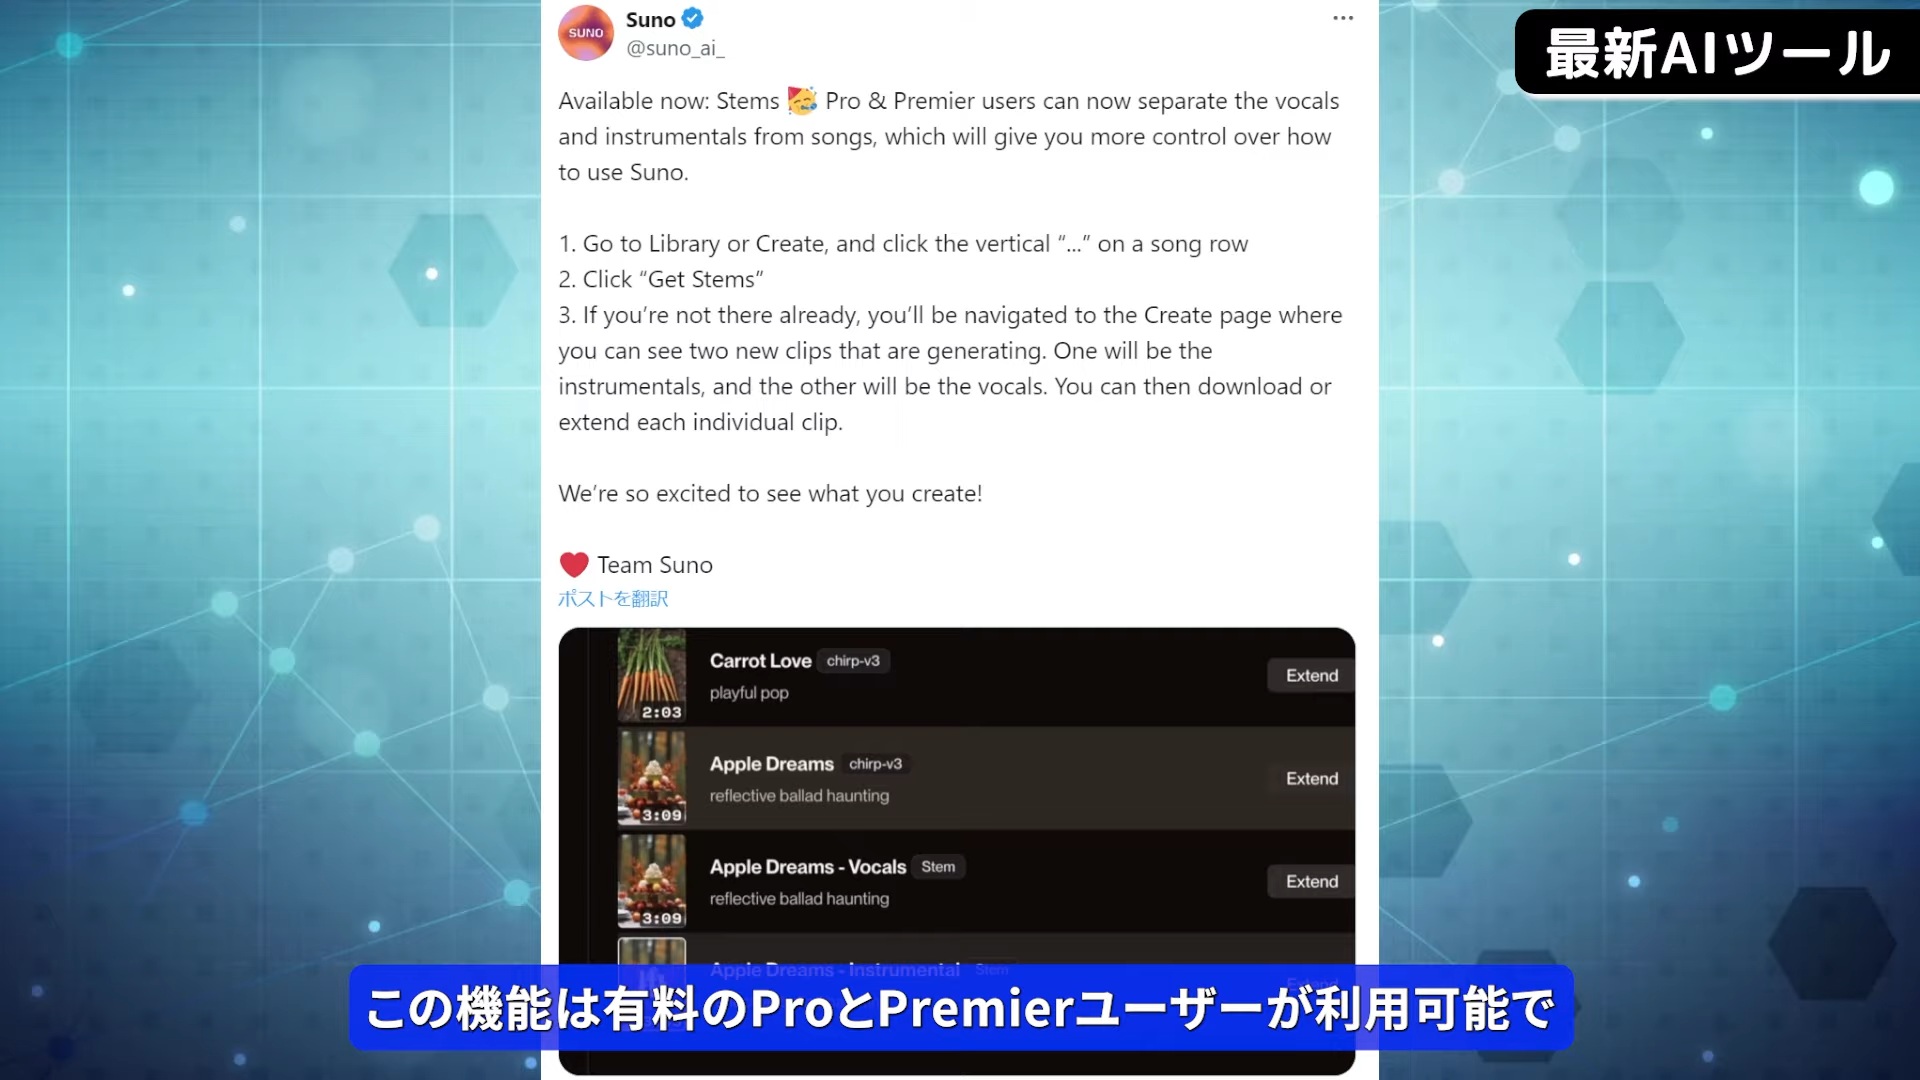 最新AIツール
SUNO
Suno
@suno_ai_
Available now: Stems 🥳 Pro & Premier users can now separate the vocals
and instrumentals from songs, which will give you more control over how
to use Suno.
1. Go to Library or Create, and click the vertical “...” on a song row
2. Click “Get Stems”
3. If you’re not there already, you’ll be navigated to the Create page where
you can see two new clips that are generating. One will be the
instrumentals, and the other will be the vocals. You can then download or
extend each individual clip.
We’re so excited to see what you create!
❤️ Team Suno
ポストを翻訳
Carrot Love chirp-v3
Extend
playful pop
2:03
Apple Dreams chirp-v3
Extend
reflective ballad haunting
3:09
Apple Dreams - Vocals Stem
Extend
reflective ballad haunting
3:09
Apple Dreams - Instrumental Stem
Extend
この機能は有料のProとPremierユーザーが利用可能で